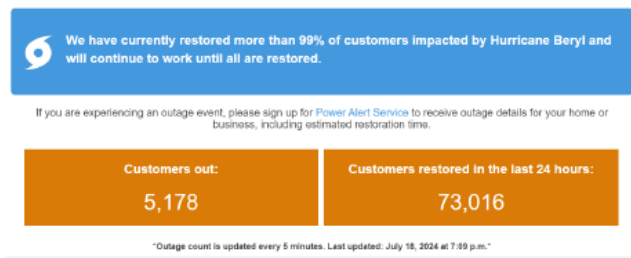 We have currently restored more than 99% of customers impacted by Hurricane Beryl and
will continue to work until all are restored.
If you are experiencing an outage event, please sign up for Power Alert Service to receive outage details for your home or
business, including estimated restoration time.
Customers out:
5,178
Customers restored in the last 24 hours:
73,016
"Outage count is updated every 5 minutes. Last updated: July 18, 2024 at 7:09 p.m."